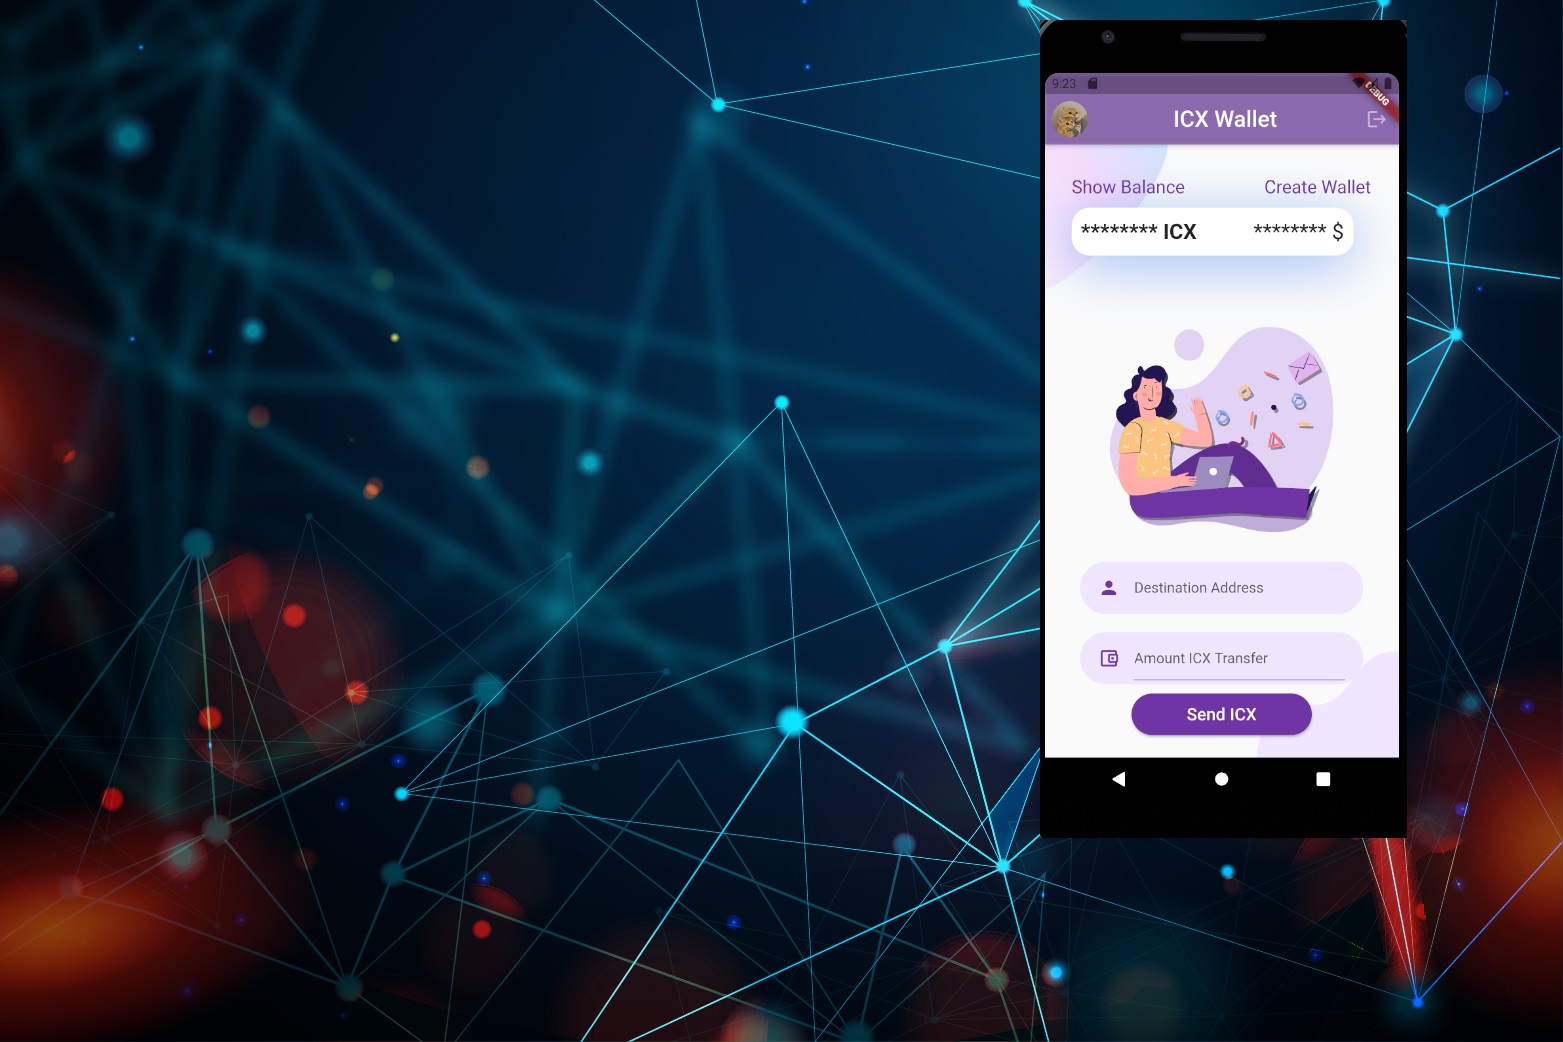 9:23
DEBUG
ICX Wallet
Show Balance Create Wallet
******** ICX ******** $
Destination Address
Amount ICX Transfer
Send ICX